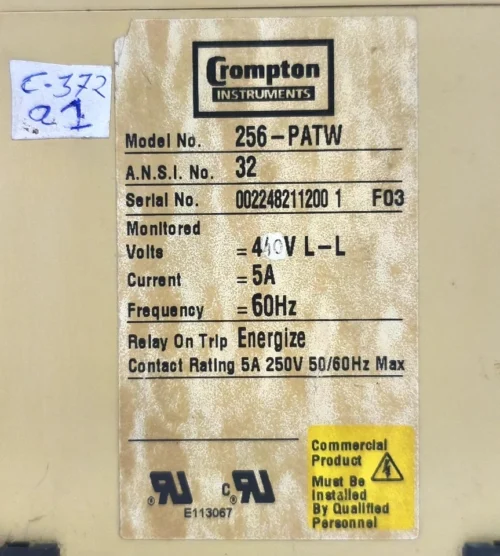 C-372
a1
Crompton
INSTRUMENTS
Model No. 256-PATW
A.N.S.I. No. 32
Serial No. 002248211200 1 F03
Monitored
Volts = 440V L-L
Current = 5A
Frequency = 60Hz
Relay On Trip Energize
Contact Rating 5A 250V 50/60Hz Max
Commercial
Product
Must Be
Installed
By Qualified
Personnel
® RU c ® RU
E113067